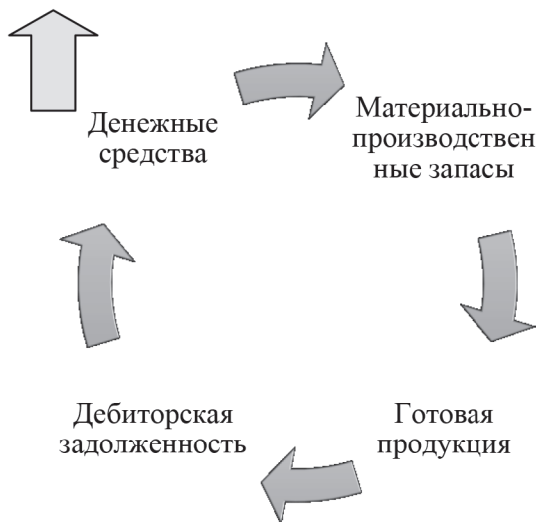 Денежные
средства
Материально-
производствен
ные запасы
Дебиторская
задолженность
Готовая
продукция